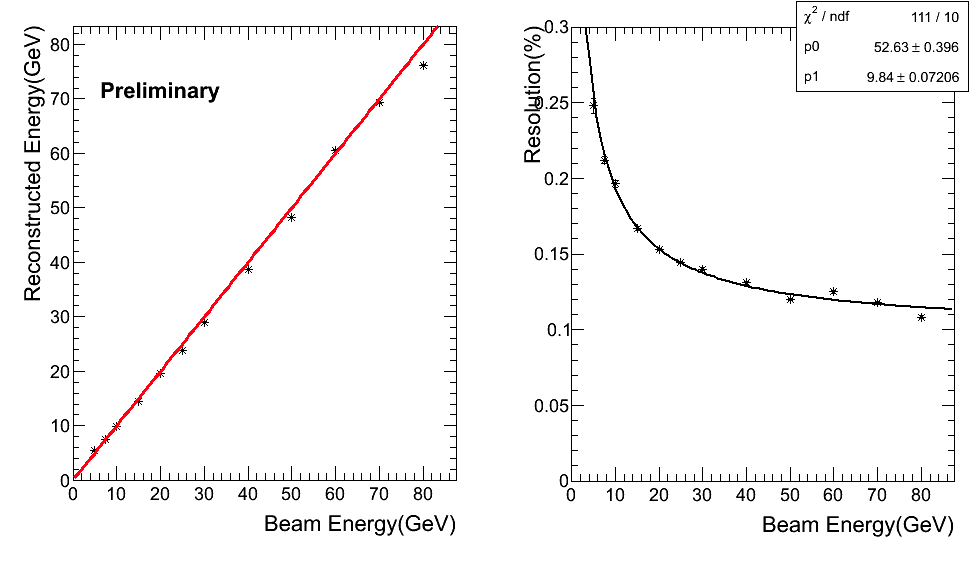 Reconstructed Energy(GeV)
80
70
60
50
40
30
20
10
0
Preliminary
0 10 20 30 40 50 60 70 80
Beam Energy(GeV)
Resolution(%)
0.3
0.25
0.2
0.15
0.1
0.05
0
χ² / ndf 111 / 10
p0 52.63 ± 0.396
p1 9.84 ± 0.07206
0 10 20 30 40 50 60 70 80
Beam Energy(GeV)